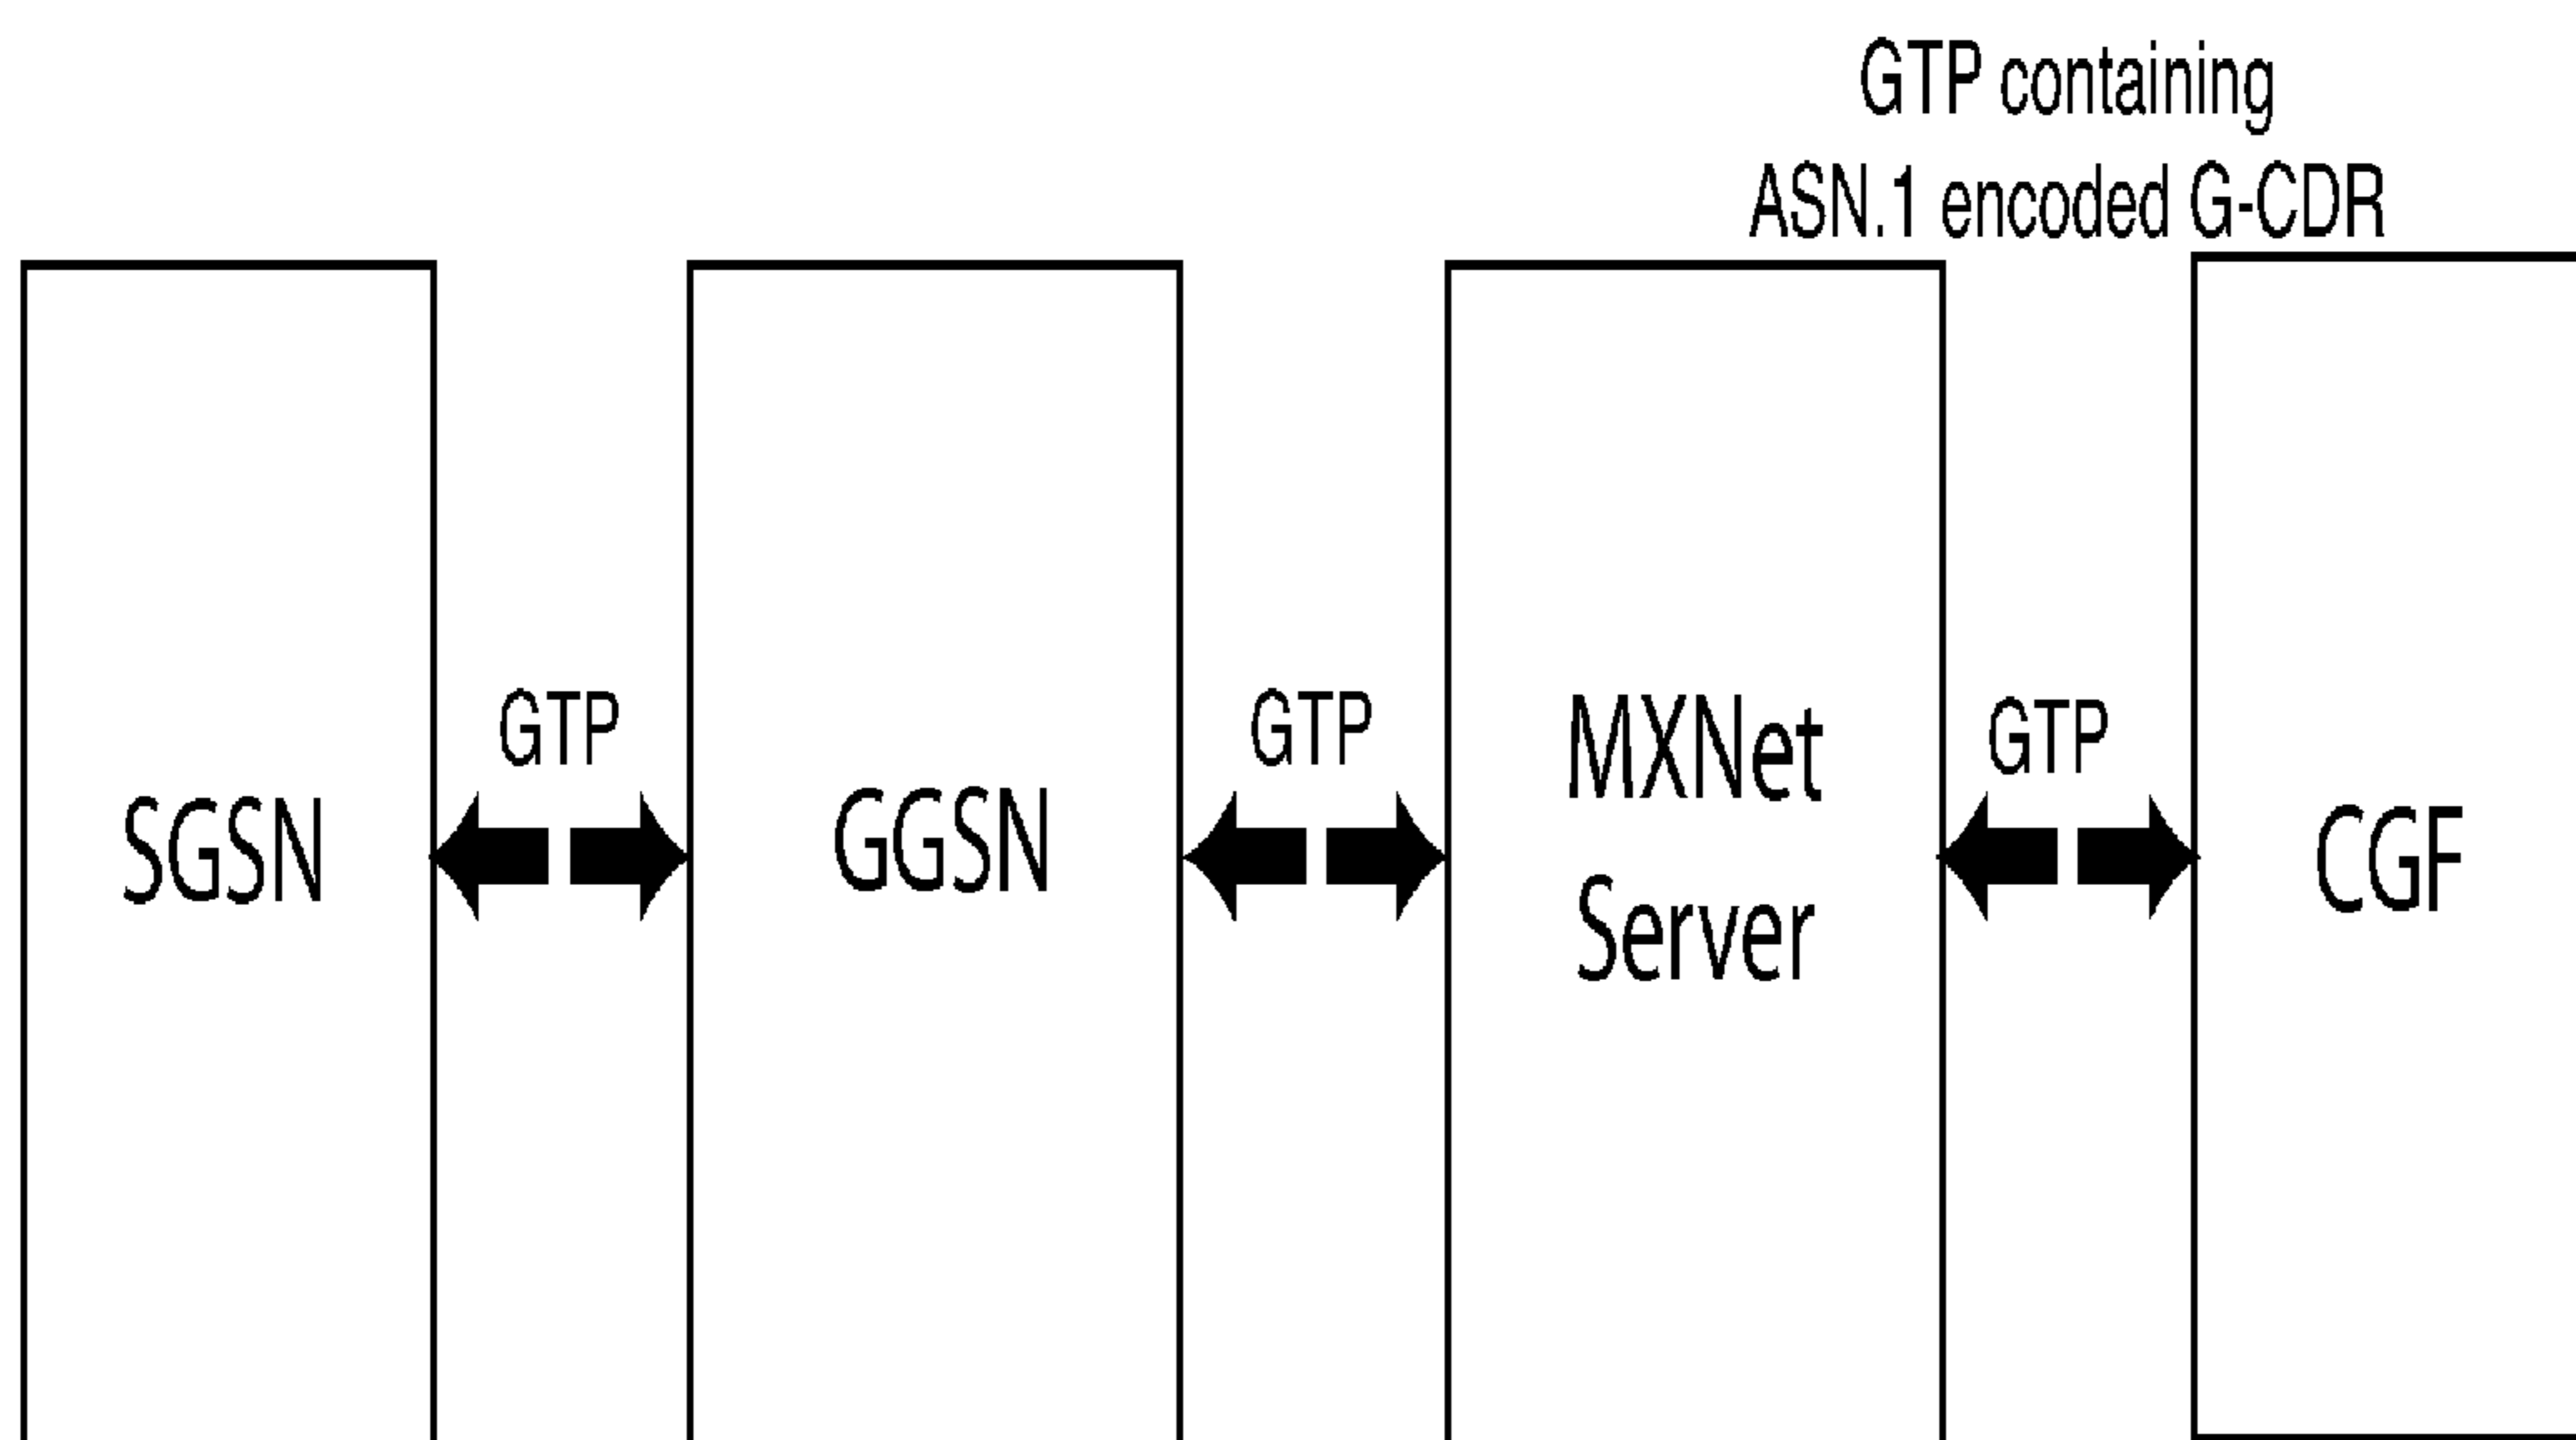 GTP containing
ASN.1 encoded G-CDR
SGSN
GTP
GGSN
GTP
MXNet
Server
GTP
CGF